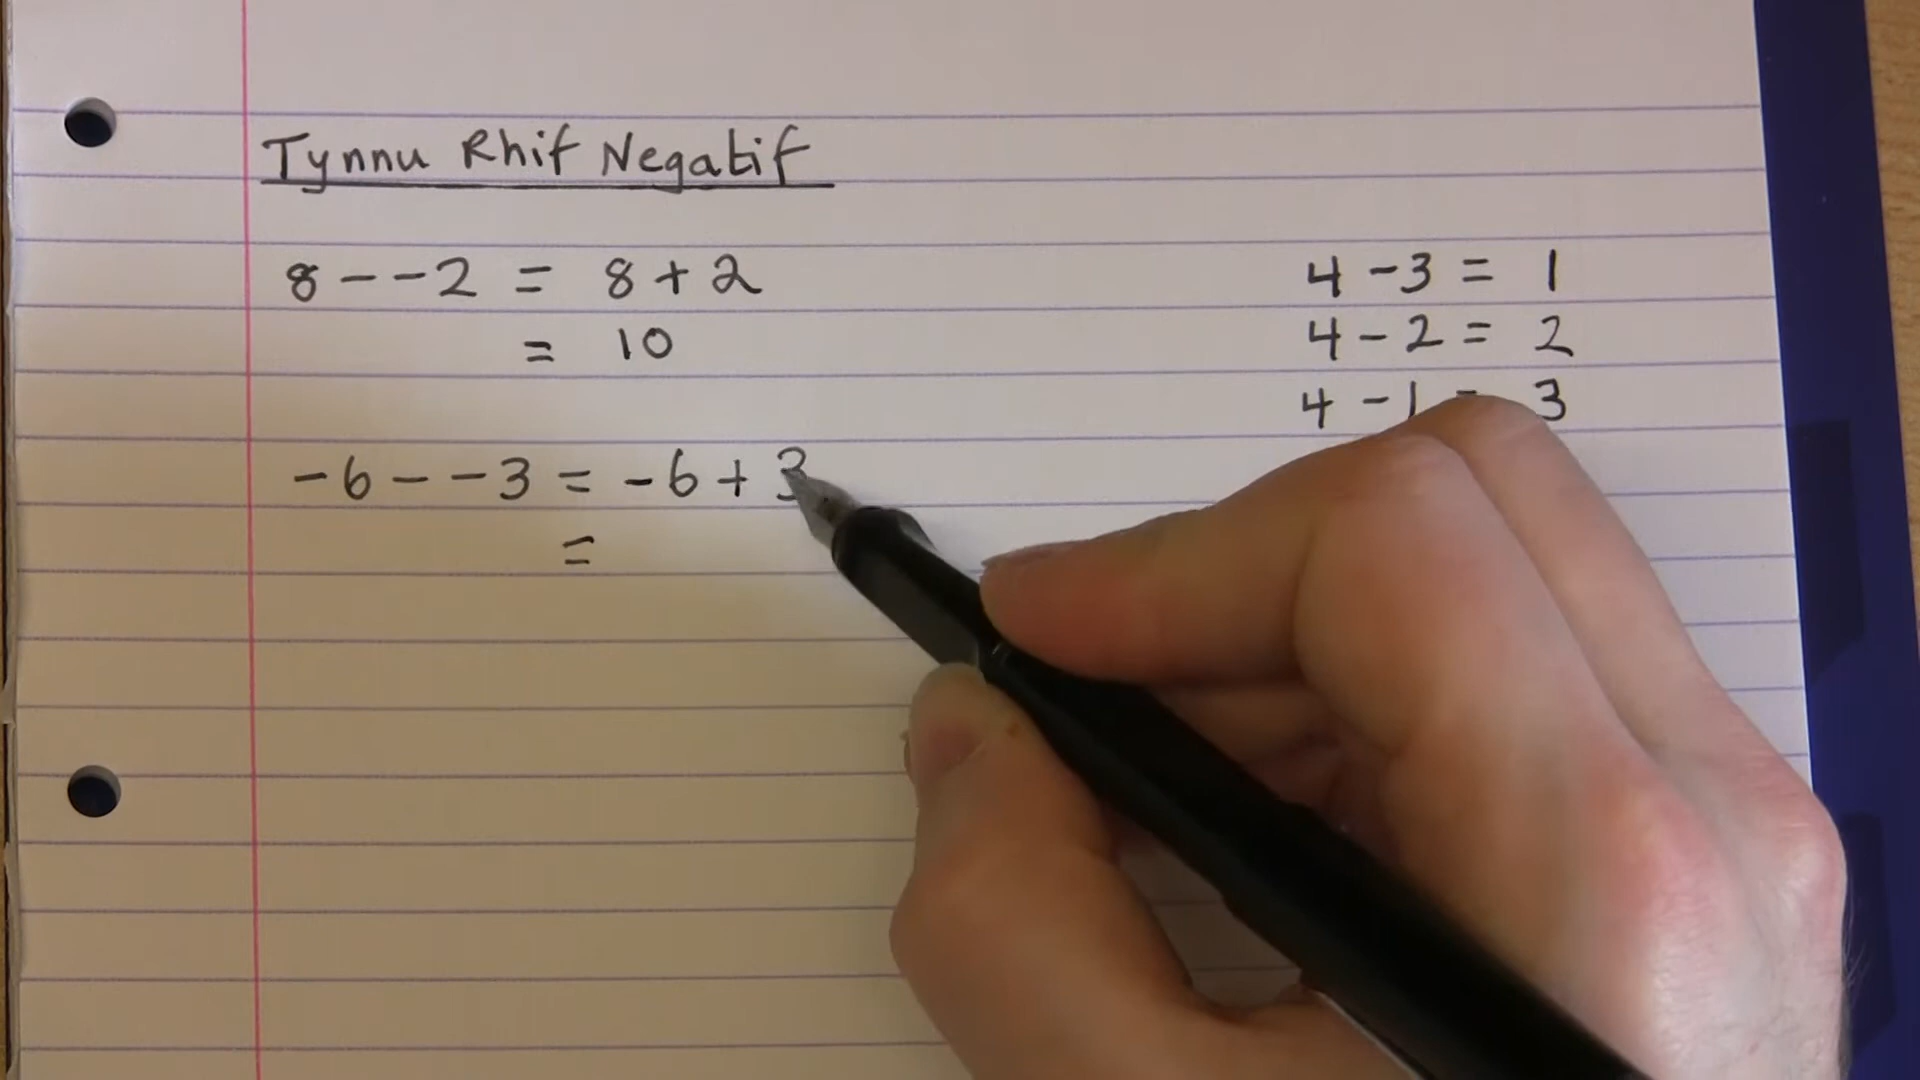 Tynnu Rhif Negatif
8 - -2 = 8 + 2
= 10
-6 - -3 = -6 + 3
=
4 - 3 = 1
4 - 2 = 2
4 - 1 = 3